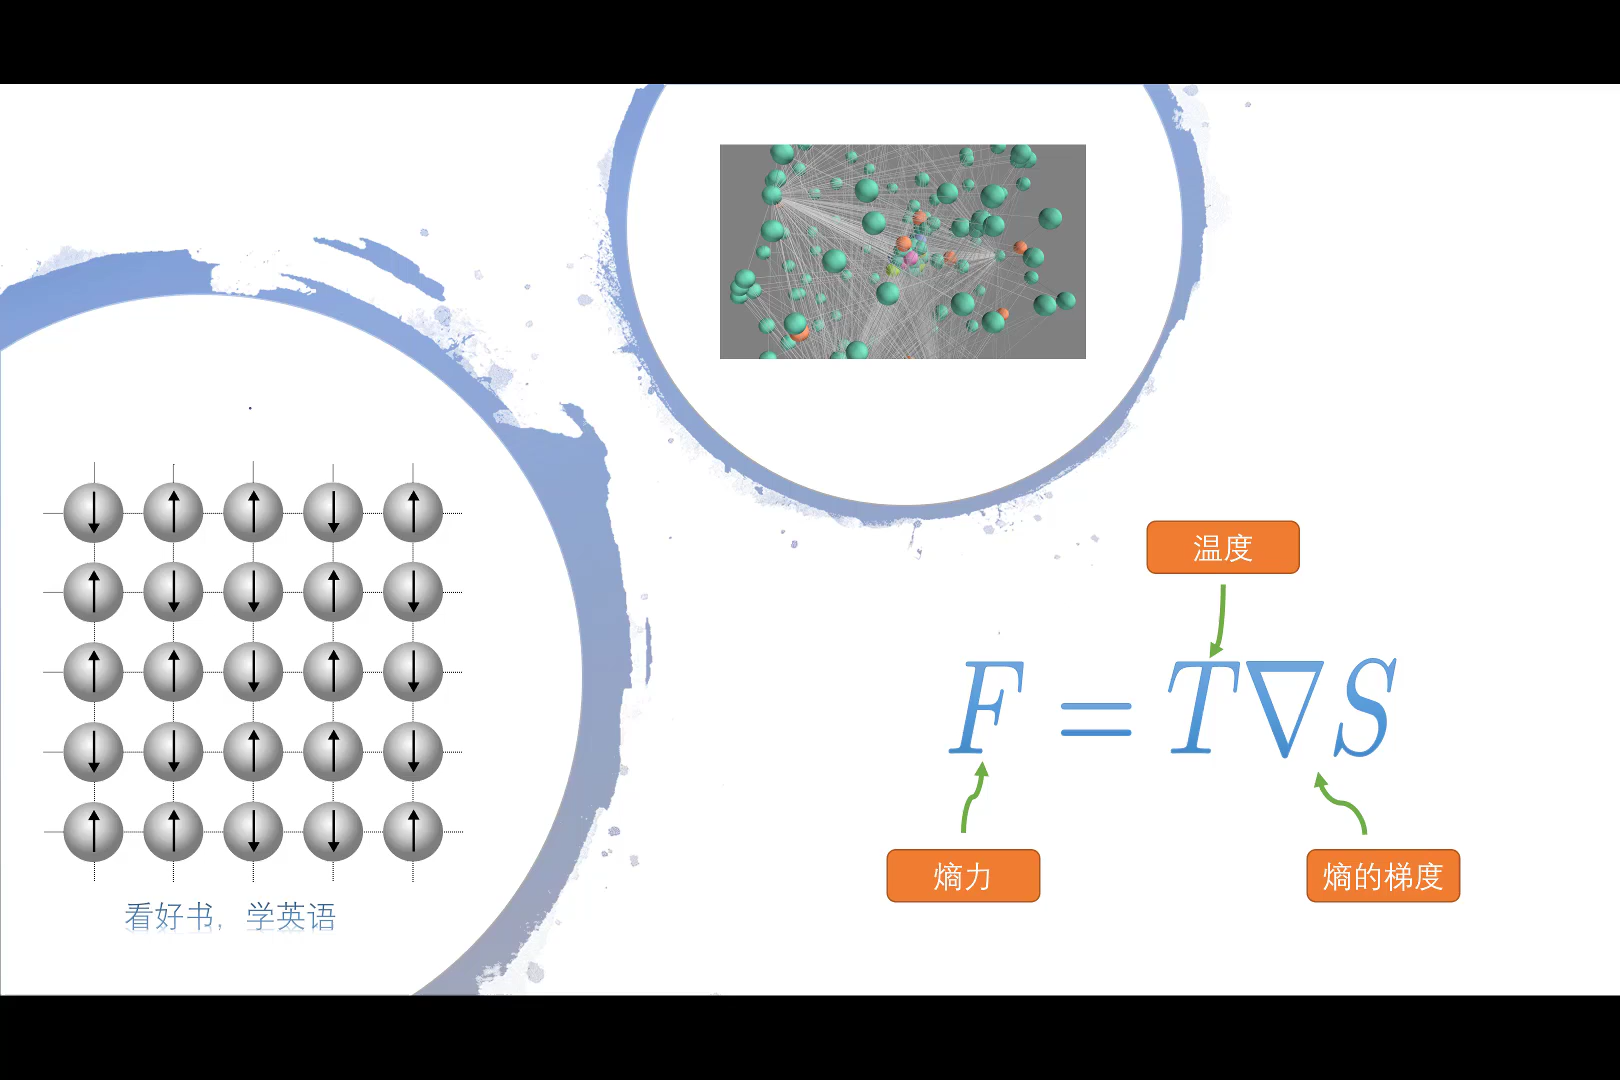 温度
F = T∇S
熵力
熵的梯度
看好书，学英语